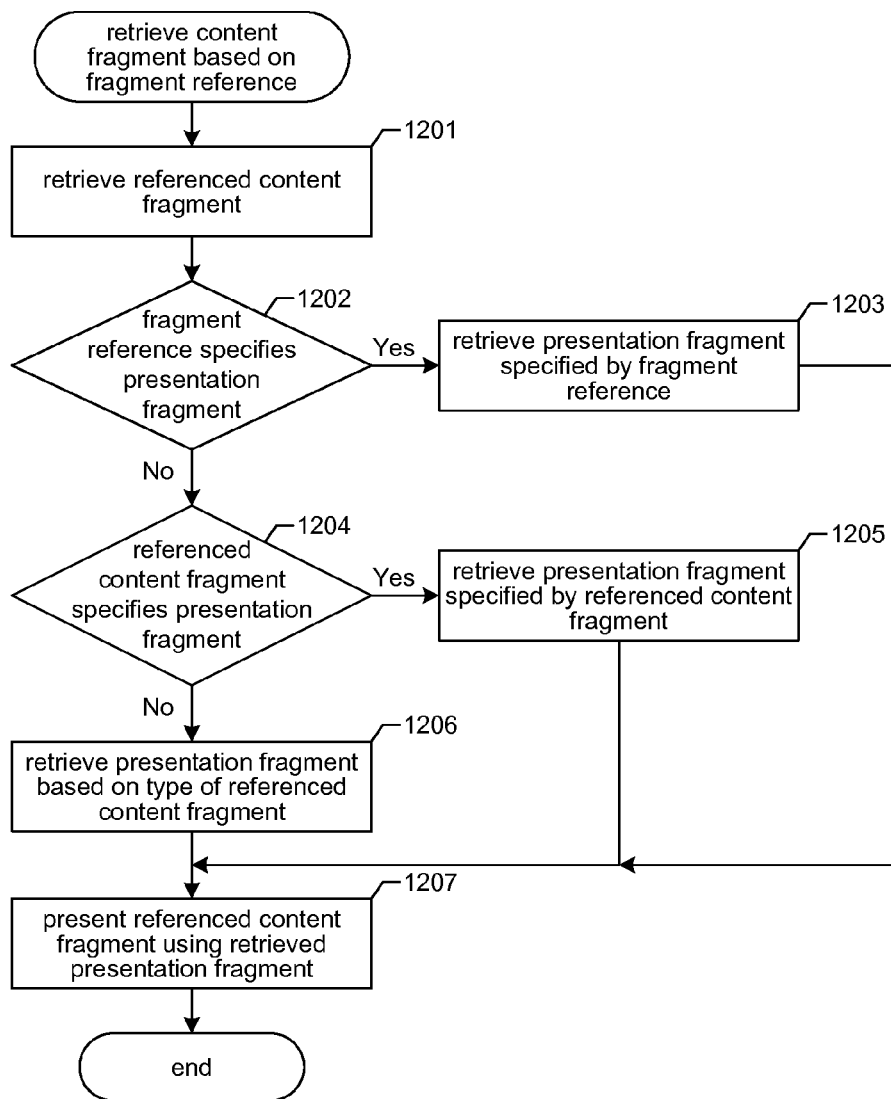 retrieve content
fragment based on
fragment reference
1201
retrieve referenced content
fragment
1202
fragment
reference specifies
presentation
fragment
Yes
1203
retrieve presentation fragment
specified by fragment
reference
No
1204
referenced
content fragment
specifies presentation
fragment
Yes
1205
retrieve presentation fragment
specified by referenced content
fragment
No
1206
retrieve presentation fragment
based on type of referenced
content fragment
1207
present referenced content
fragment using retrieved
presentation fragment
end